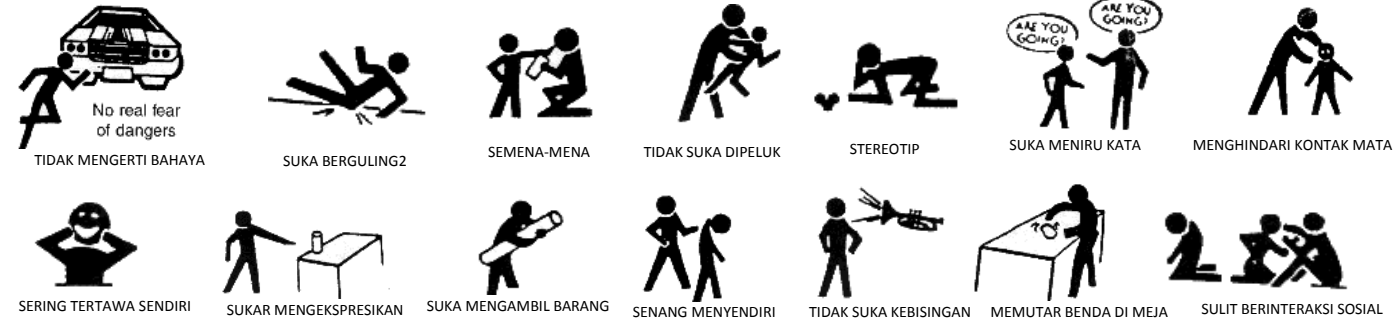 ARE YOU
GOING?
ARE YOU
GOING?
No real fear
of dangers
TIDAK MENGERTI BAHAYA
SUKA BERGULING2
SEMENA-MENA
TIDAK SUKA DIPELUK
STEREOTIP
SUKA MENIRU KATA
MENGHINDARI KONTAK MATA
SERING TERTAWA SENDIRI
SUKAR MENGEKSPRESIKAN
SUKA MENGAMBIL BARANG
SENANG MENYENDIRI
TIDAK SUKA KEBISINGAN
MEMUTAR BENDA DI MEJA
SULIT BERINTERAKSI SOSIAL